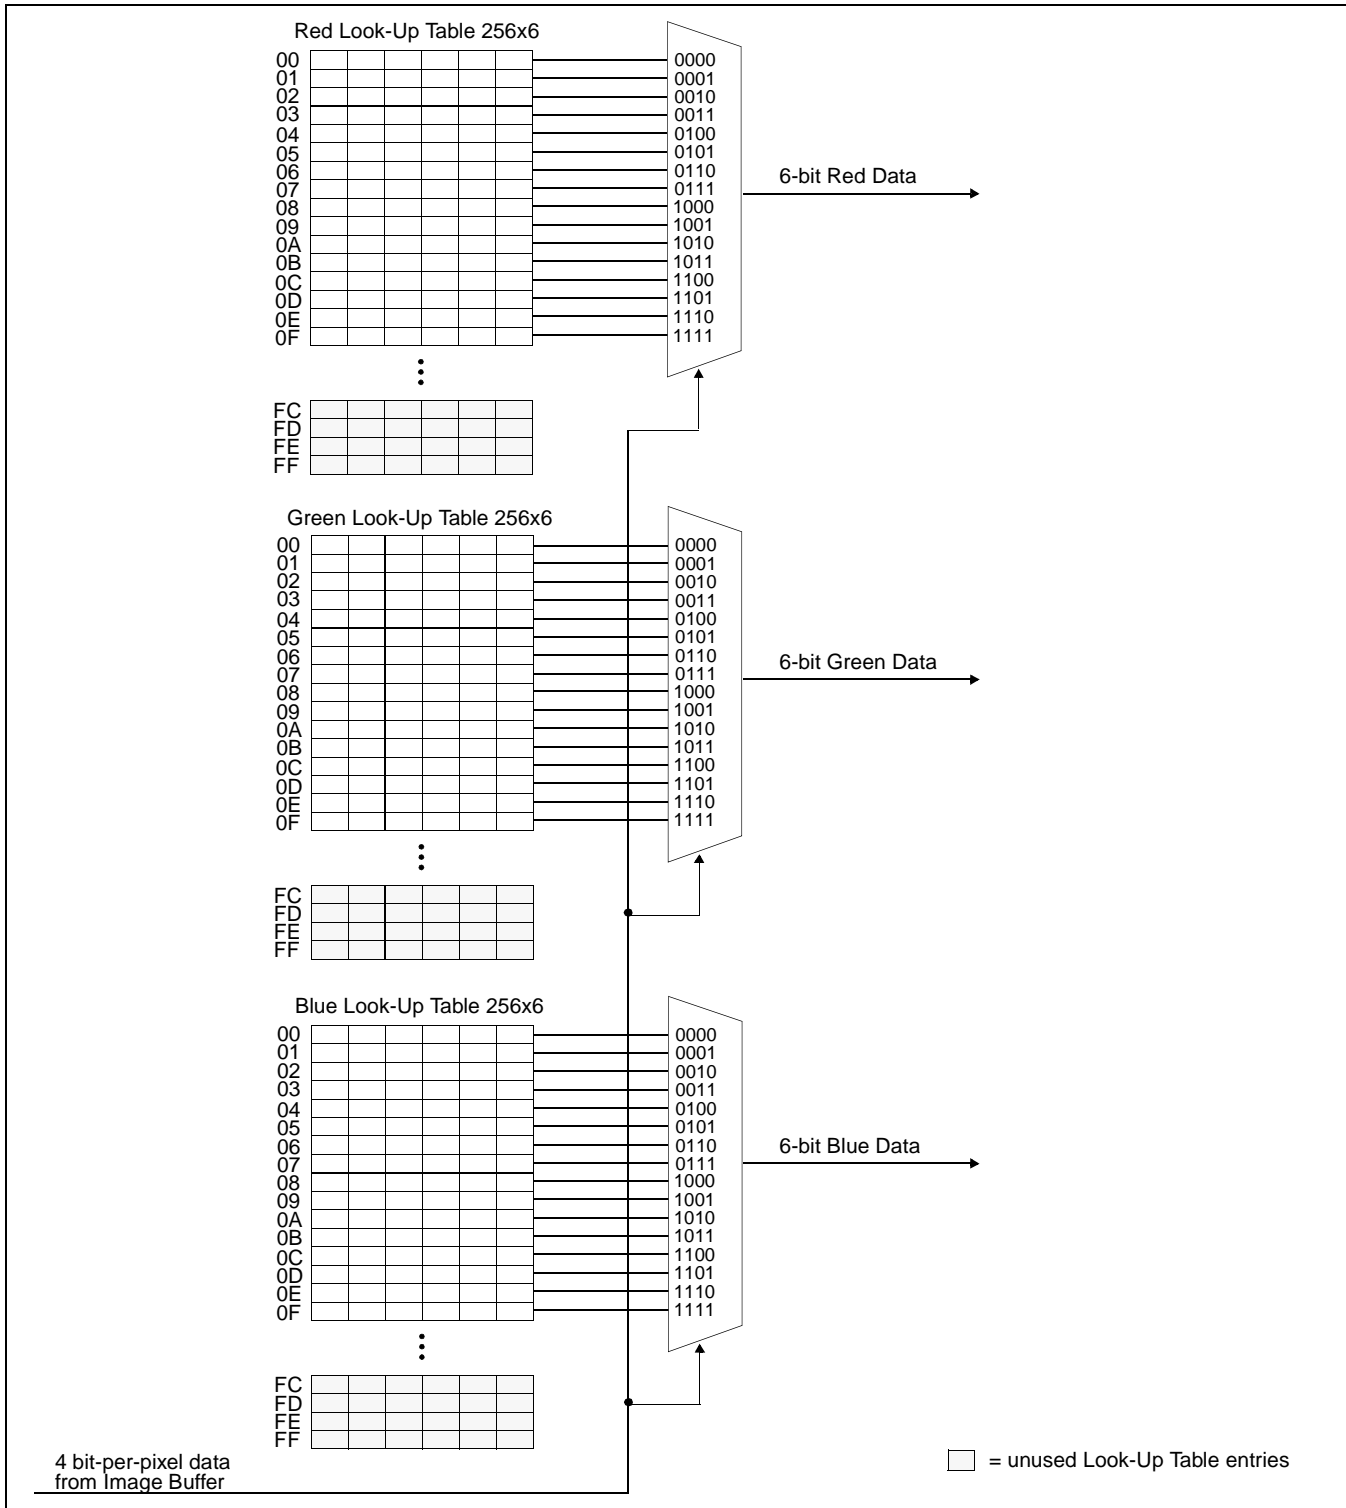 Red Look-Up Table 256x6
00 0000
01 0001
02 0010
03 0011
04 0100
05 0101
06 0110
07 0111
08 1000
09 1001
0A 1010
0B 1011
0C 1100
0D 1101
0E 1110
0F 1111
6-bit Red Data
FC
FD
FE
FF
Green Look-Up Table 256x6
00 0000
01 0001
02 0010
03 0011
04 0100
05 0101
06 0110
07 0111
08 1000
09 1001
0A 1010
0B 1011
0C 1100
0D 1101
0E 1110
0F 1111
6-bit Green Data
FC
FD
FE
FF
Blue Look-Up Table 256x6
00 0000
01 0001
02 0010
03 0011
04 0100
05 0101
06 0110
07 0111
08 1000
09 1001
0A 1010
0B 1011
0C 1100
0D 1101
0E 1110
0F 1111
6-bit Blue Data
FC
FD
FE
FF
4 bit-per-pixel data
from Image Buffer
= unused Look-Up Table entries